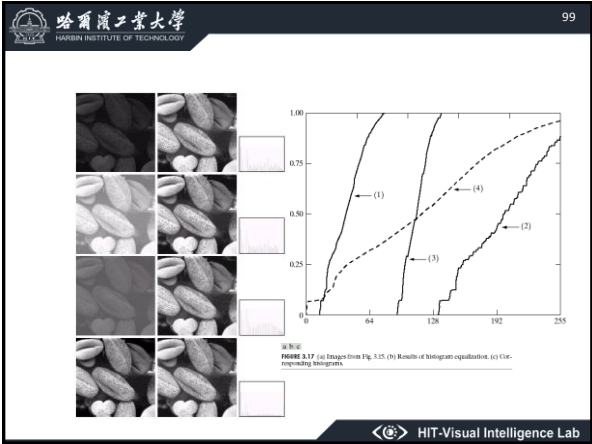 哈爾濱工業大學
HARBIN INSTITUTE OF TECHNOLOGY
99
1.00
0.75
0.50
0.25
0
(1)
(4)
(2)
(3)
0 64 128 192 255
a b c
FIGURE 3.17 (a) Images from Fig. 3.15. (b) Results of histogram equalization. (c) Cor-
responding histograms.
HIT-Visual Intelligence Lab